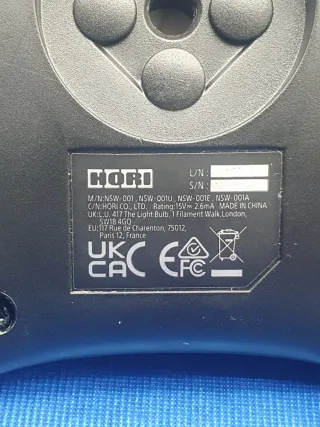 HORI
L/N :
S/N :
M/N:NSW-001, NSW-001U, NSW-001E, NSW-001A
C/N:HORI CO., LTD. Rating:15V⎓ 2.6mA MADE IN CHINA
UK:L.U. 417 The Light Bulb, 1 Filament Walk,London,
SW18 4GQ
EU:117 Rue de Charenton, 75012,
Paris 12, France
UK
CA CE FC